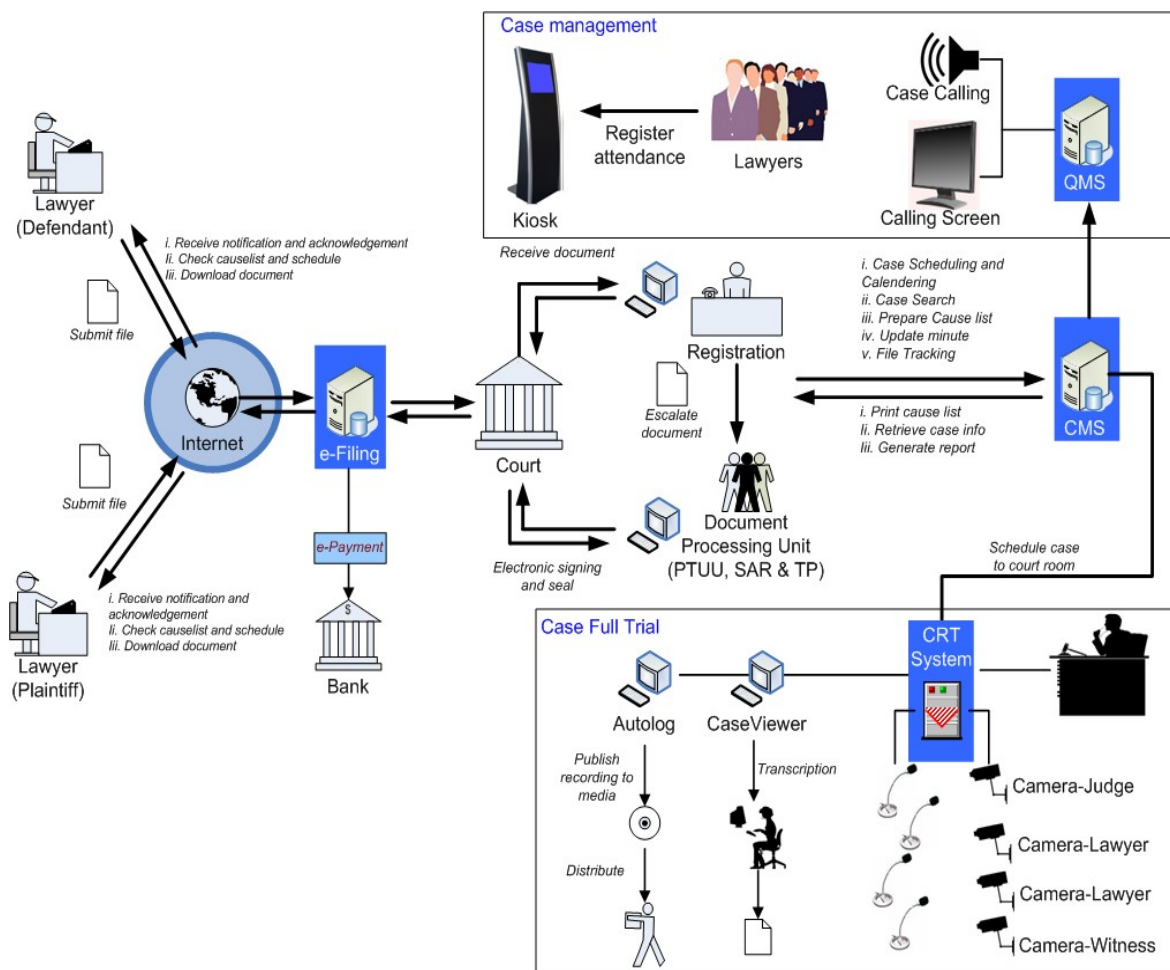 Case management
Case Calling
Register
attendance
Lawyers
Kiosk
Calling Screen
QMS
Lawyer
(Defendant)
i. Receive notification and acknowledgement
Ii. Check causelist and schedule
Iii. Download document
Submit file
Receive document
Registration
i. Case Scheduling and
Calendering
ii. Case Search
iii. Prepare Cause list
iv. Update minute
v. File Tracking
Internet
e-Filing
Court
Escalate
document
i. Print cause list
Ii. Retrieve case info
Iii. Generate report
CMS
Submit file
e-Payment
Electronic signing
and seal
Document
Processing Unit
(PTUU, SAR & TP)
Schedule case
to court room
Lawyer
(Plaintiff)
i. Receive notification and
acknowledgement
Ii. Check causelist and schedule
Iii. Download document
$
Bank
Case Full Trial
CRT
System
Autolog
CaseViewer
Publish
recording to
media
Transcription
Distribute
Camera-Judge
Camera-Lawyer
Camera-Lawyer
Camera-Witness